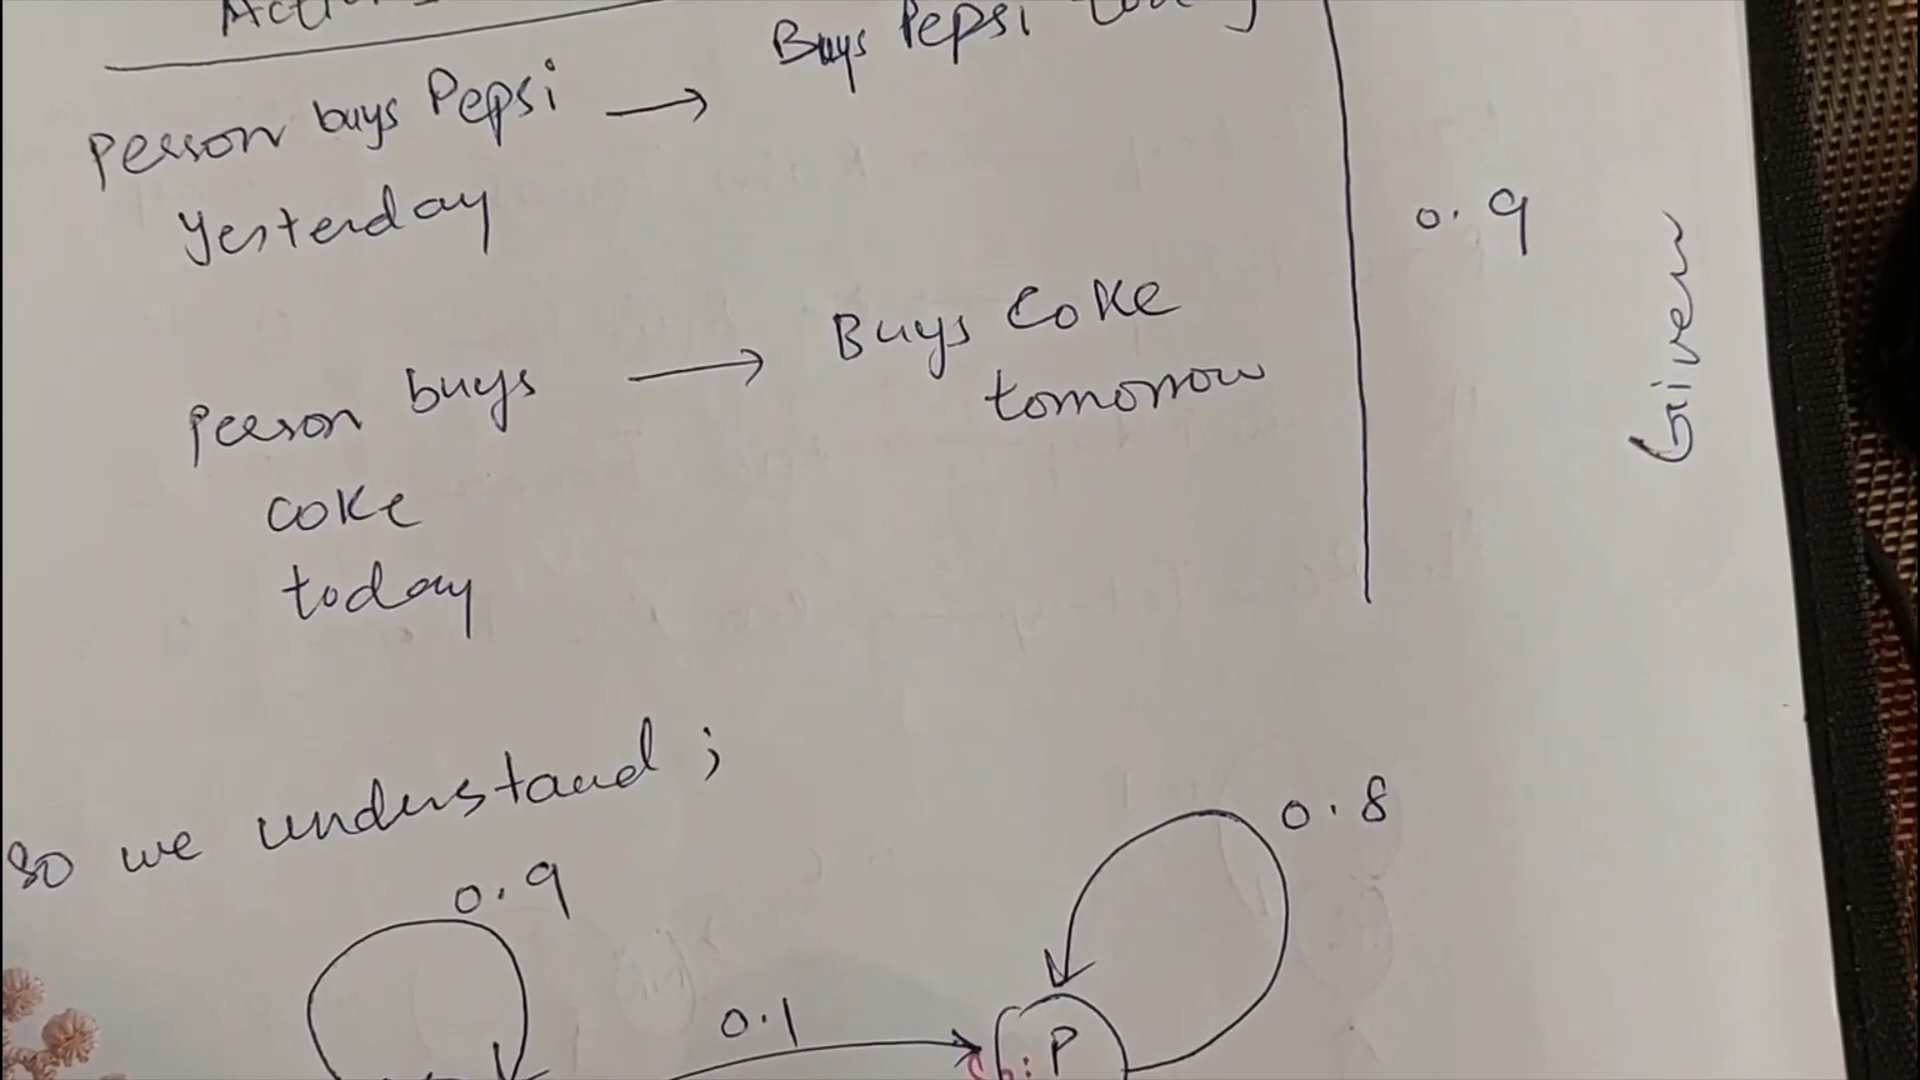 Buys Pepsi
Person buys Pepsi →
yesterday
0.9
Given
Person buys → Buys Coke
tomorrow
coke
today
So we understand ;
0.8
0.9
0.1
P